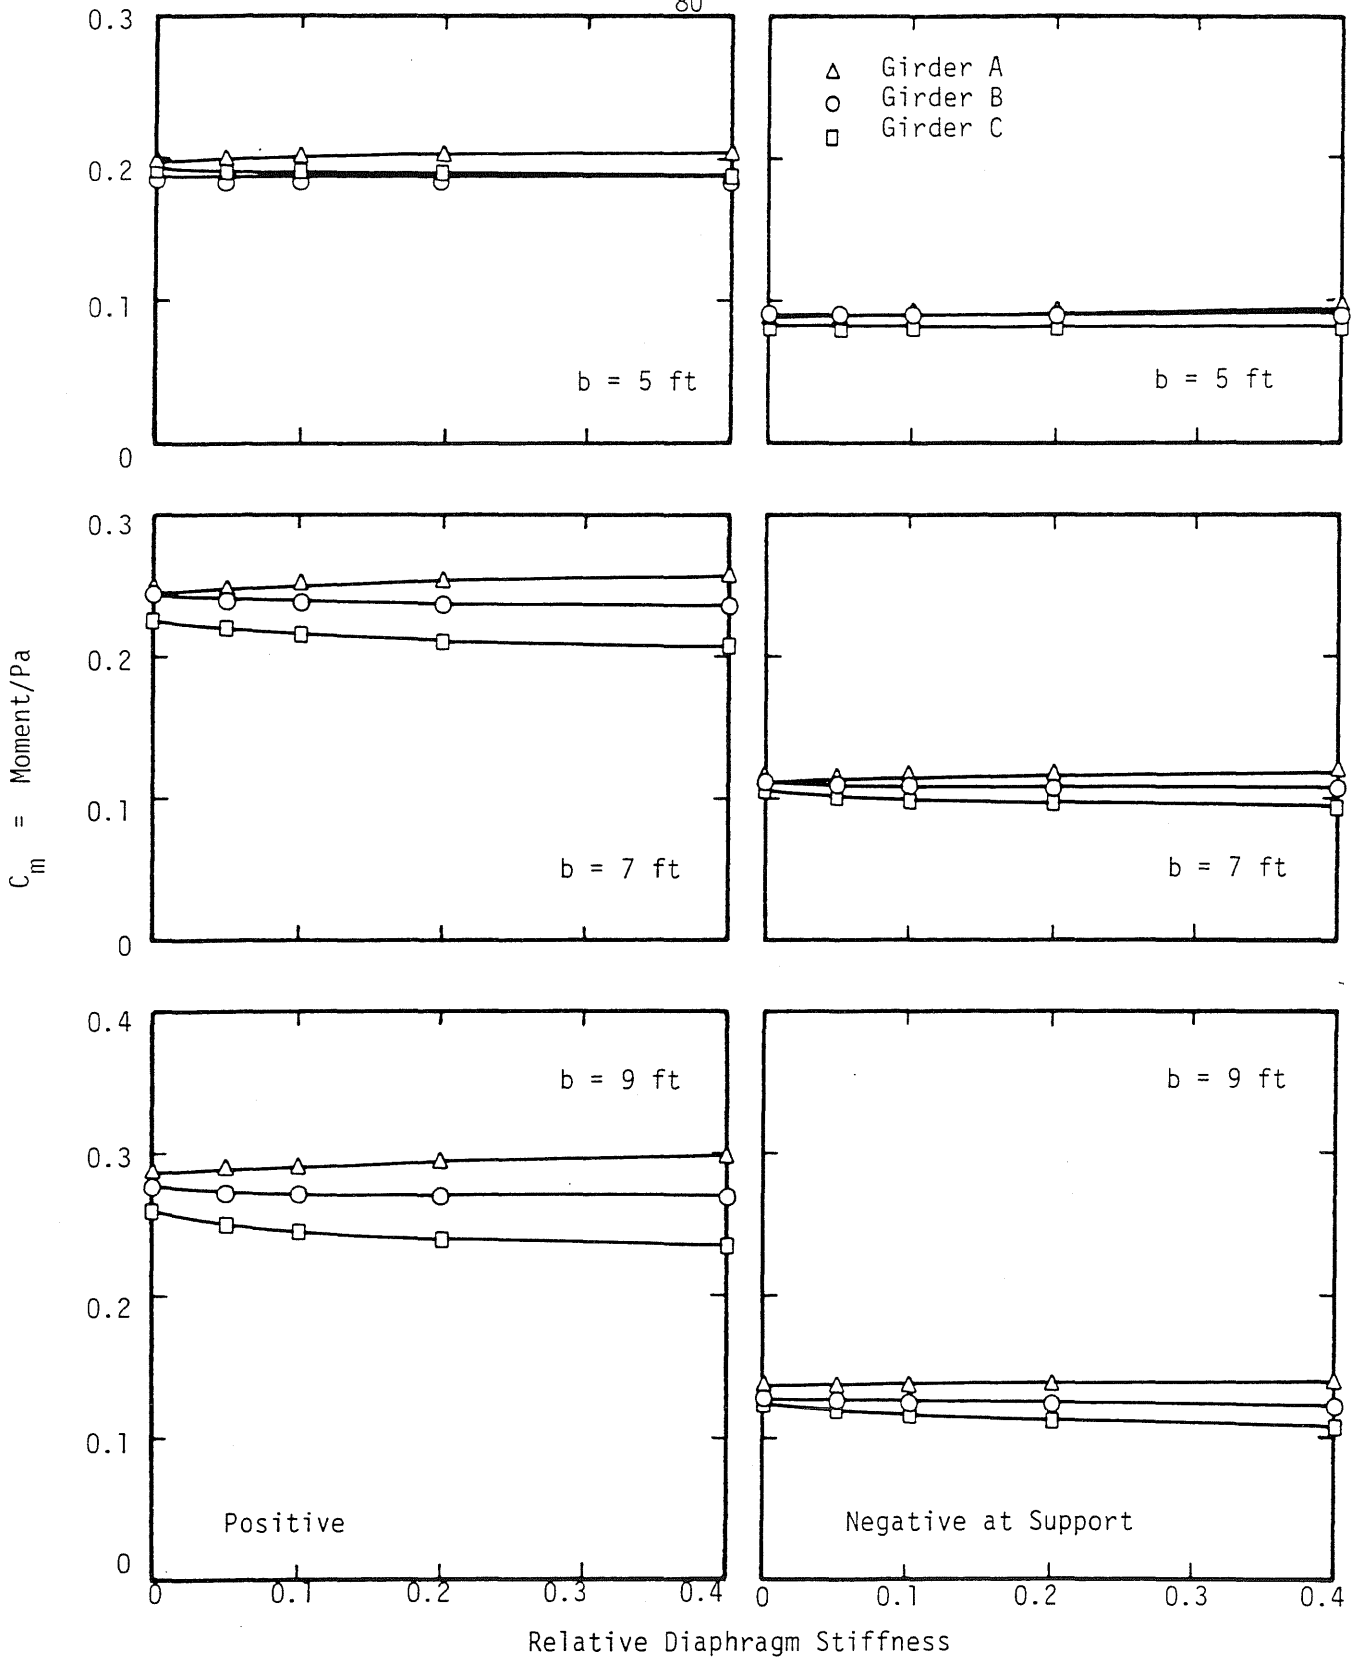 80
0.3
0.2
0.1
0
b = 5 ft
Girder A
Girder B
Girder C
b = 5 ft
0.3
0.2
0.1
0
b = 7 ft
b = 7 ft
C_m = Moment/Pa
0.4
0.3
0.2
0.1
0
b = 9 ft
Positive
b = 9 ft
Negative at Support
0 0.1 0.2 0.3 0.4
0 0.1 0.2 0.3 0.4
Relative Diaphragm Stiffness